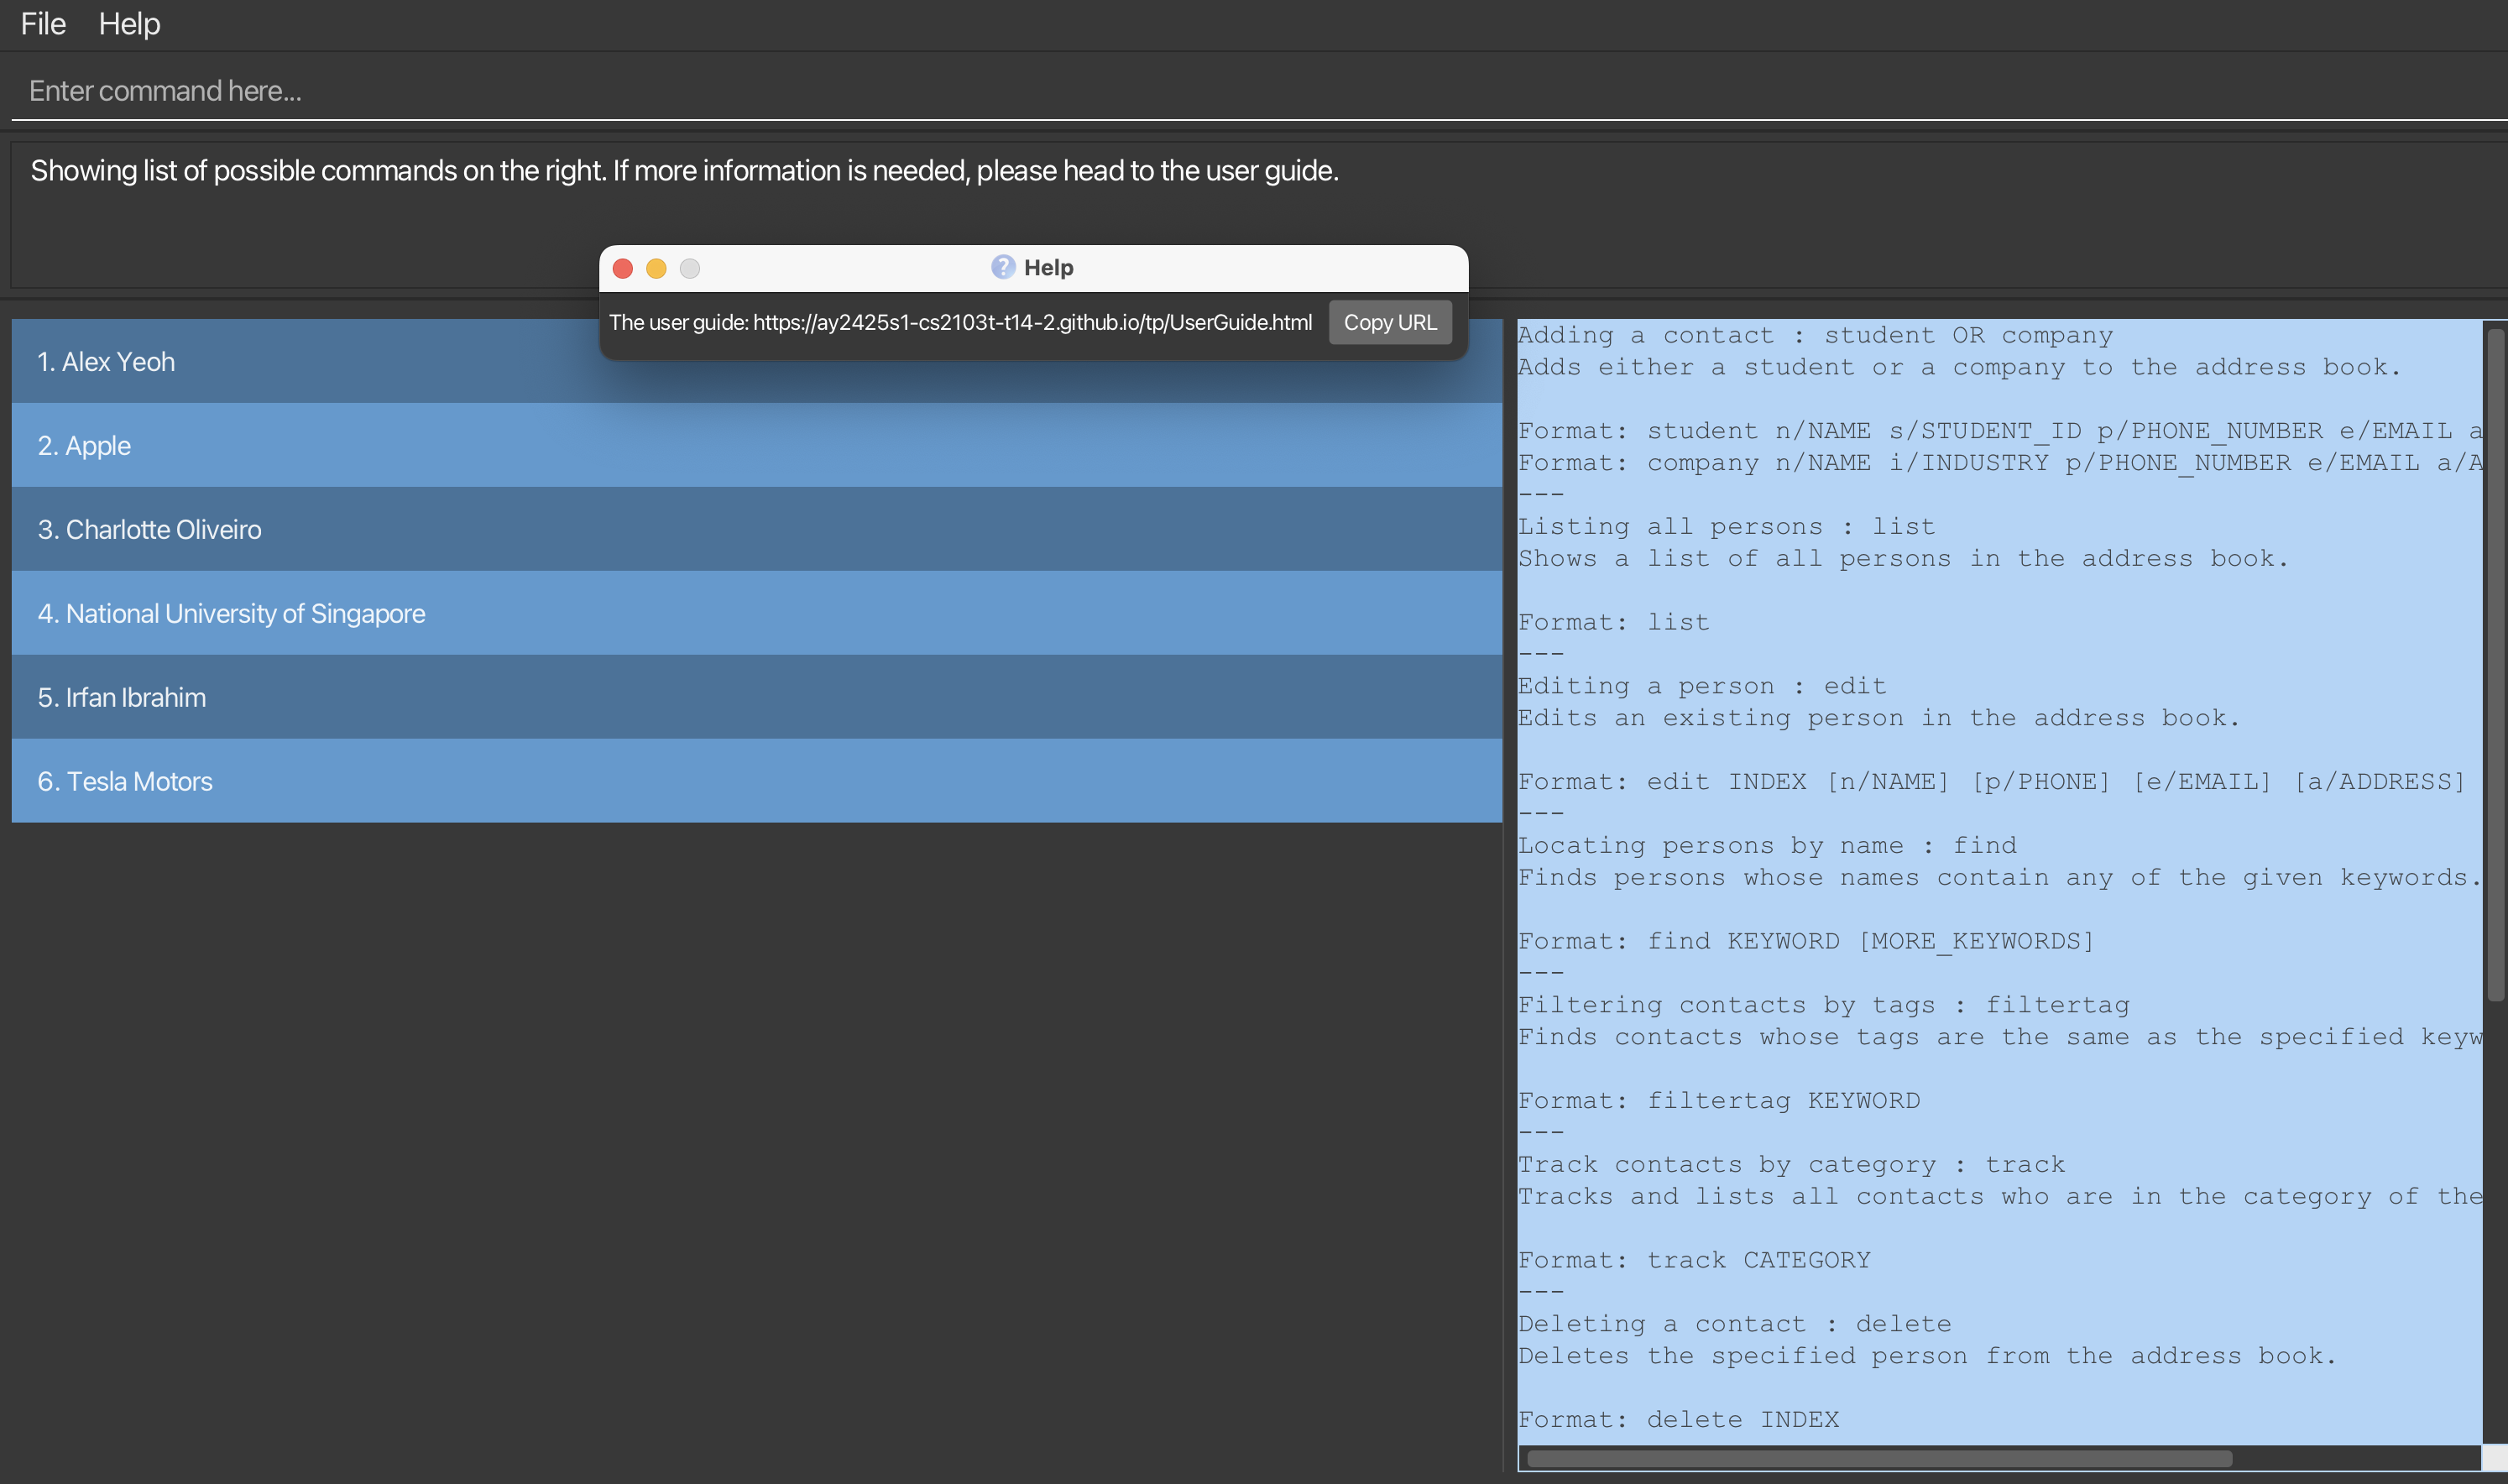 File Help
Enter command here...
Showing list of possible commands on the right. If more information is needed, please head to the user guide.
Help
The user guide: https://ay2425s1-cs2103t-t14-2.github.io/tp/UserGuide.html Copy URL
1. Alex Yeoh
2. Apple
3. Charlotte Oliveiro
4. National University of Singapore
5. Irfan Ibrahim
6. Tesla Motors
Adding a contact : student OR company
Adds either a student or a company to the address book.
Format: student n/NAME s/STUDENT_ID p/PHONE_NUMBER e/EMAIL a
Format: company n/NAME i/INDUSTRY p/PHONE_NUMBER e/EMAIL a/A
---
Listing all persons : list
Shows a list of all persons in the address book.
Format: list
---
Editing a person : edit
Edits an existing person in the address book.
Format: edit INDEX [n/NAME] [p/PHONE] [e/EMAIL] [a/ADDRESS]
---
Locating persons by name : find
Finds persons whose names contain any of the given keywords.
Format: find KEYWORD [MORE_KEYWORDS]
---
Filtering contacts by tags : filtertag
Finds contacts whose tags are the same as the specified keyw
Format: filtertag KEYWORD
---
Track contacts by category : track
Tracks and lists all contacts who are in the category of the
Format: track CATEGORY
---
Deleting a contact : delete
Deletes the specified person from the address book.
Format: delete INDEX